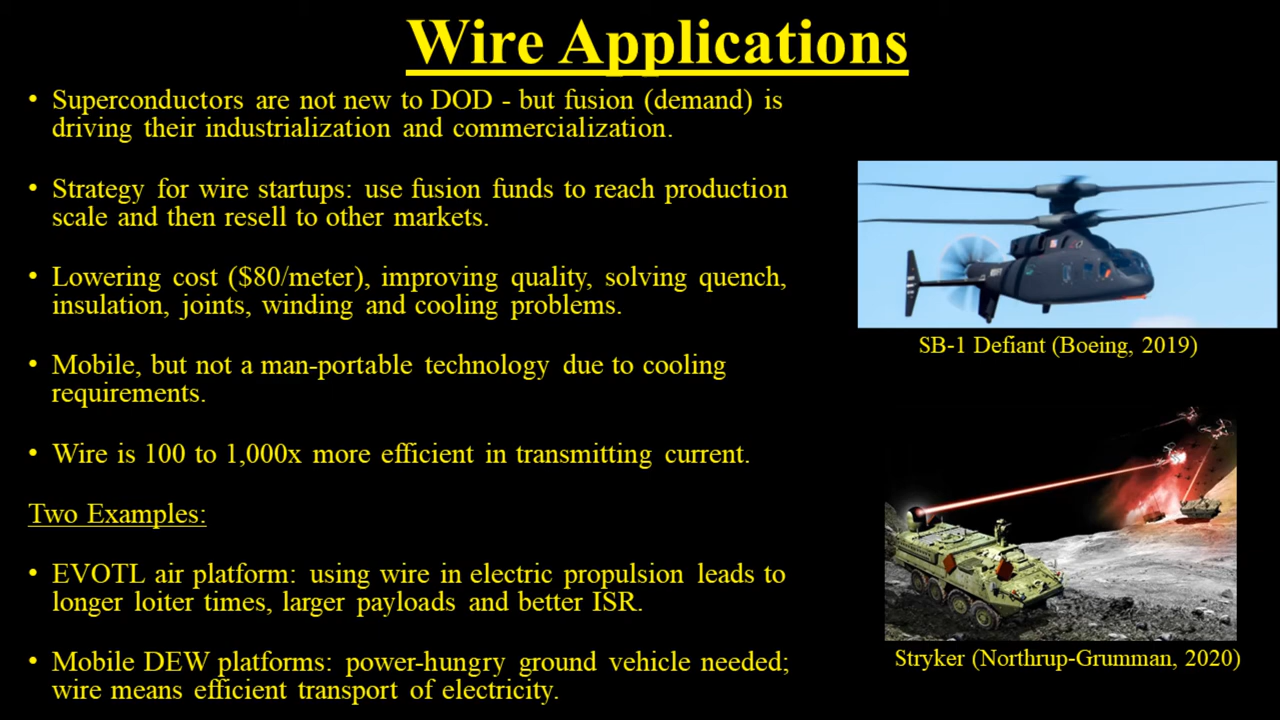 Wire Applications
• Superconductors are not new to DOD - but fusion (demand) is
driving their industrialization and commercialization.
• Strategy for wire startups: use fusion funds to reach production
scale and then resell to other markets.
• Lowering cost ($80/meter), improving quality, solving quench,
insulation, joints, winding and cooling problems.
• Mobile, but not a man-portable technology due to cooling
requirements.
• Wire is 100 to 1,000x more efficient in transmitting current.
Two Examples:
• EVOTL air platform: using wire in electric propulsion leads to
longer loiter times, larger payloads and better ISR.
• Mobile DEW platforms: power-hungry ground vehicle needed;
wire means efficient transport of electricity.
SB-1 Defiant (Boeing, 2019)
Stryker (Northrup-Grumman, 2020)